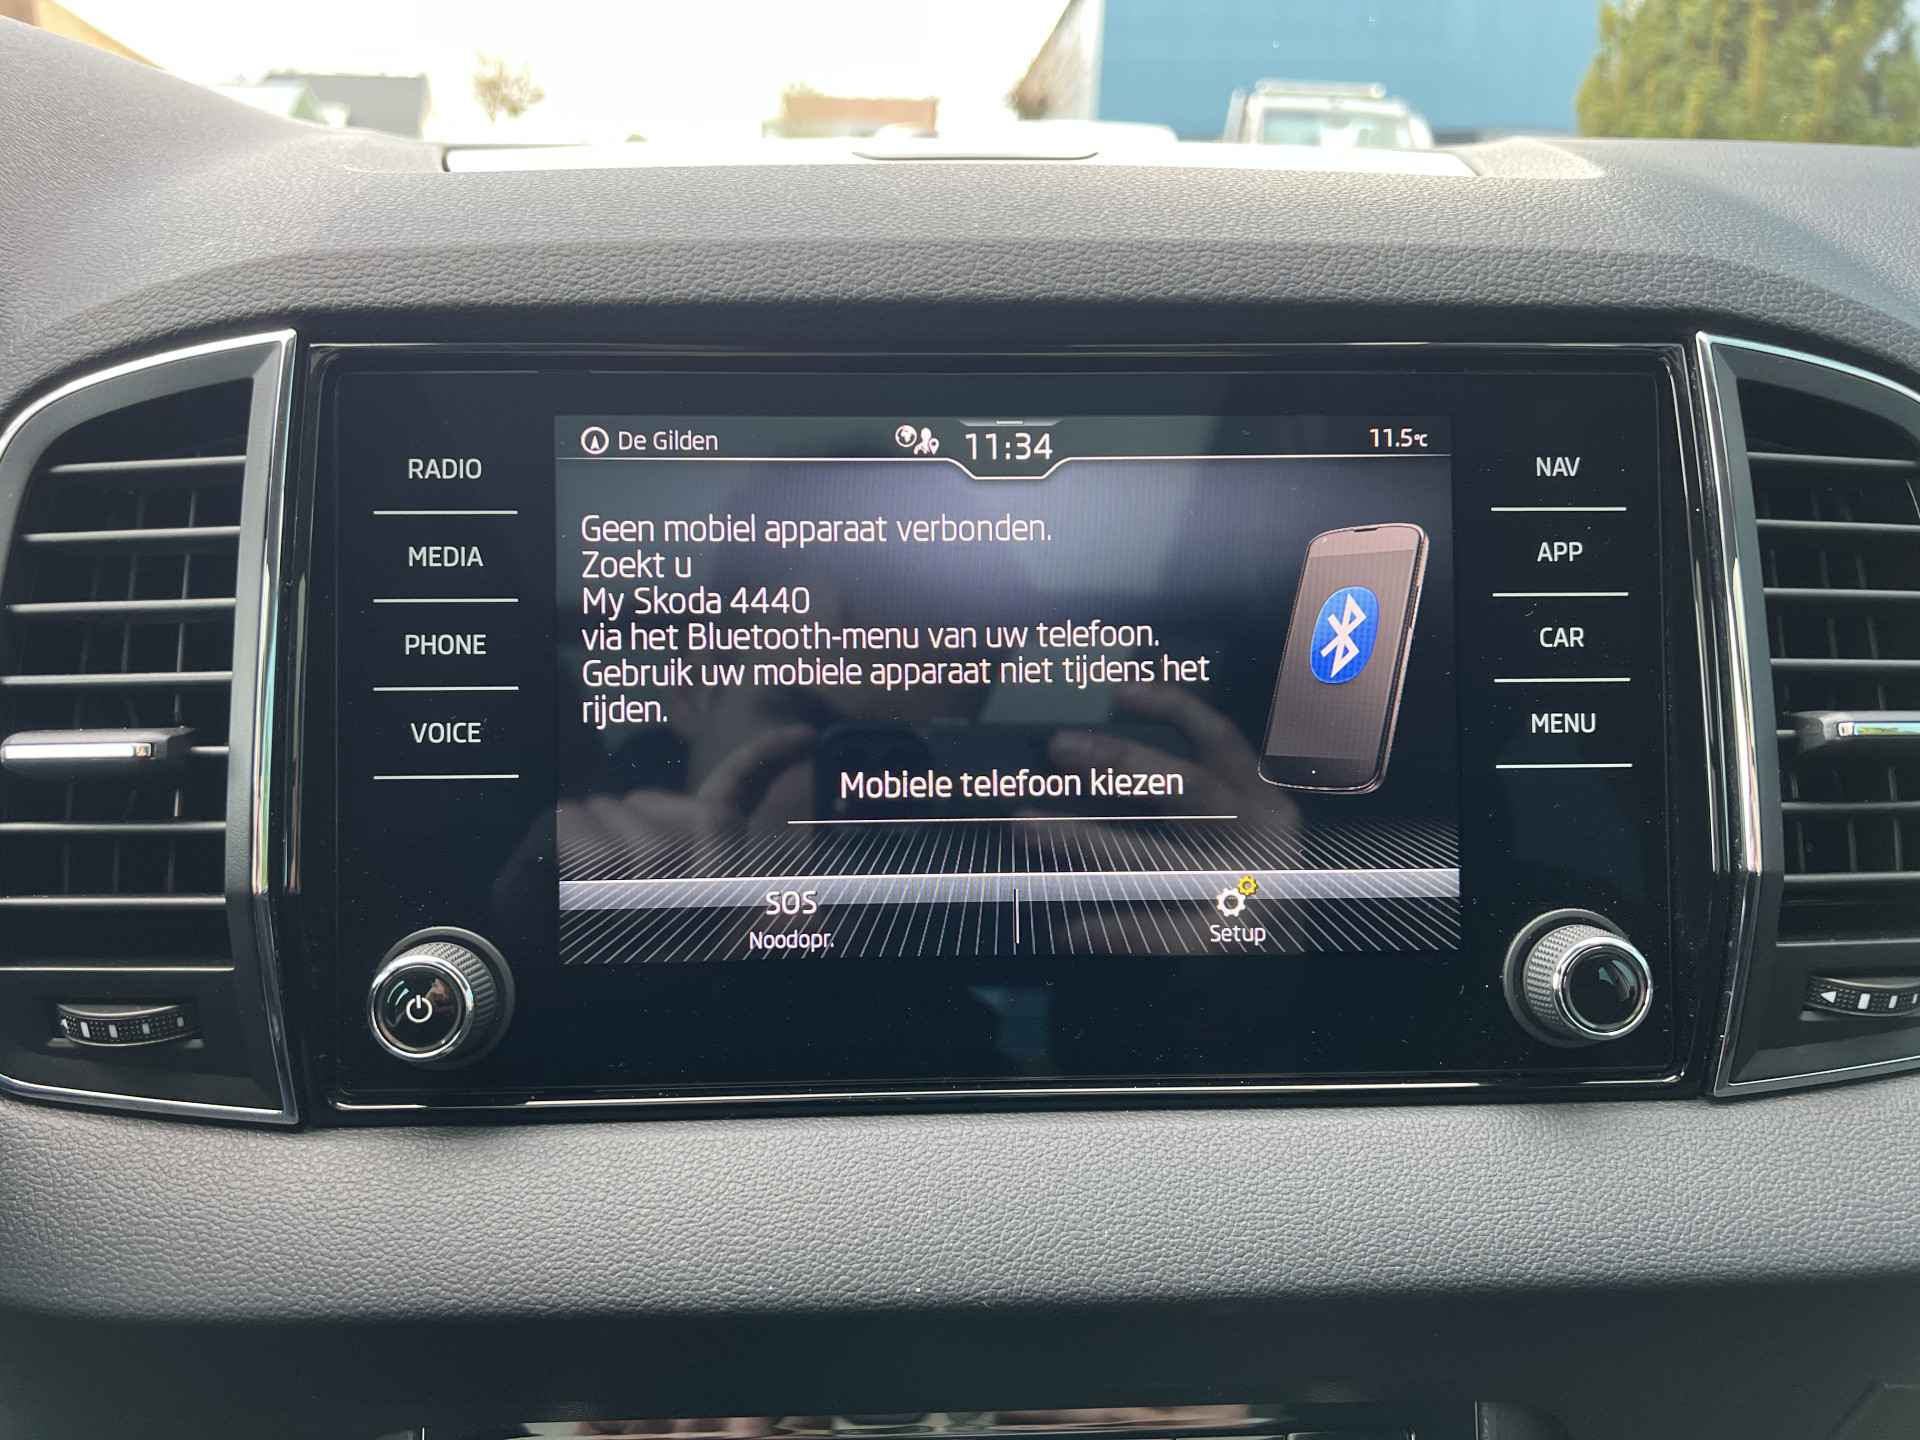 De Gilden
11:34
11.5°C
RADIO
MEDIA
PHONE
VOICE
Geen mobiel apparaat verbonden.
Zoekt u
My Skoda 4440
via het Bluetooth-menu van uw telefoon.
Gebruik uw mobiele apparaat niet tijdens het
rijden.
Mobiele telefoon kiezen
SOS
Noodopr.
Setup
NAV
APP
CAR
MENU